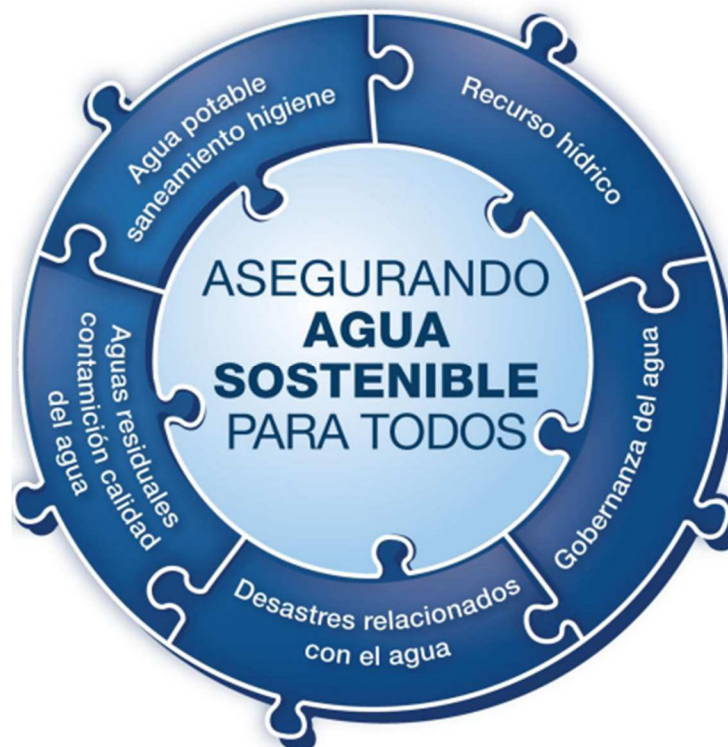 ASEGURANDO
AGUA
SOSTENIBLE
PARA TODOS
Agua potable
saneamiento higiene
Recurso hídrico
Gobernanza del agua
Desastres relacionados
con el agua
Aguas residuales
contamición calidad
del agua